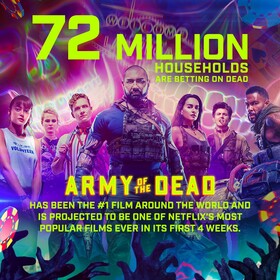 72 MILLION
HOUSEHOLDS
ARE BETTING ON DEAD
VOLUNTEER
ARMY OF THE DEAD
HAS BEEN THE #1 FILM AROUND THE WORLD AND
IS PROJECTED TO BE ONE OF NETFLIX'S MOST
POPULAR FILMS EVER IN ITS FIRST 4 WEEKS.